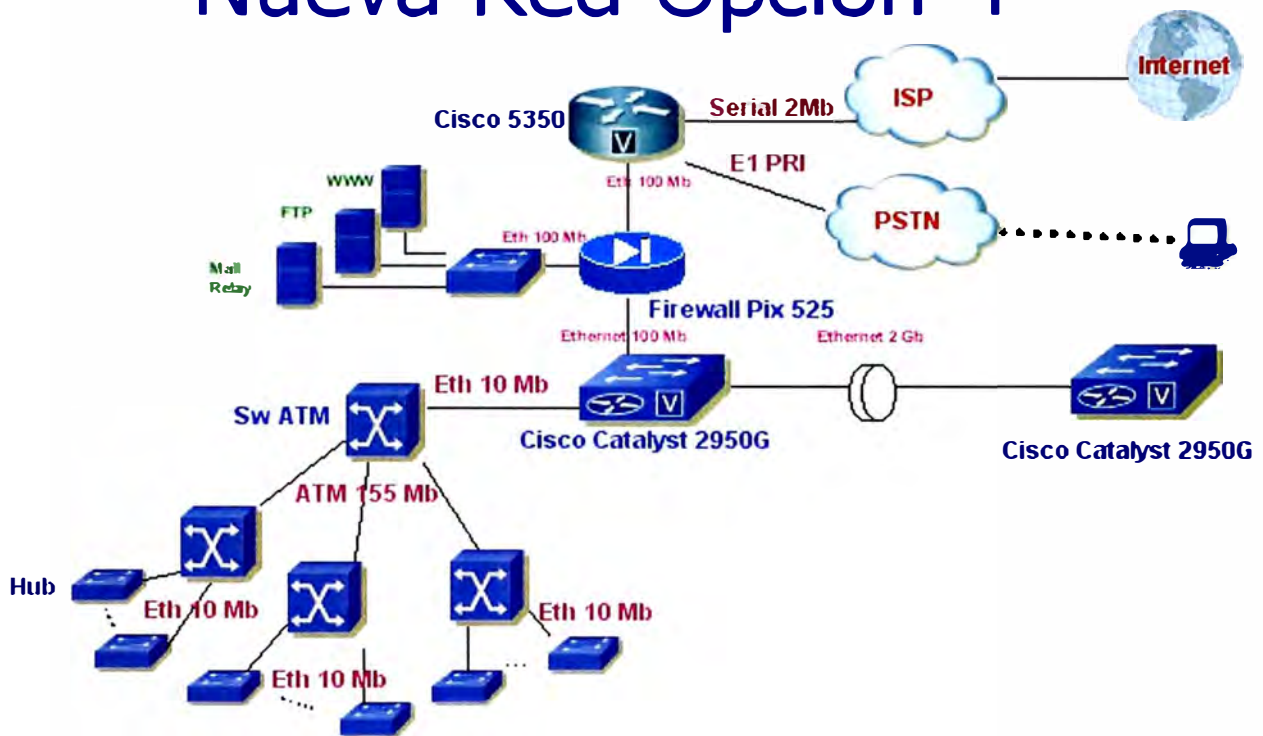 Nueva Red Opción 1
Internet
ISP
Serial 2Mb
Cisco 5350
V
E1 PRI
Eth 100 Mb
WWW
FTP
PSTN
Eth 100 Mb
Mail
Relay
Firewall Pix 525
Ethernet 100 Mb
Ethernet 2 Gb
Eth 10 Mb
V
V
Sw ATM
Cisco Catalyst 2950G
Cisco Catalyst 2950G
ATM 155 Mb
Hub
Eth 10 Mb
Eth 10 Mb
Eth 10 Mb